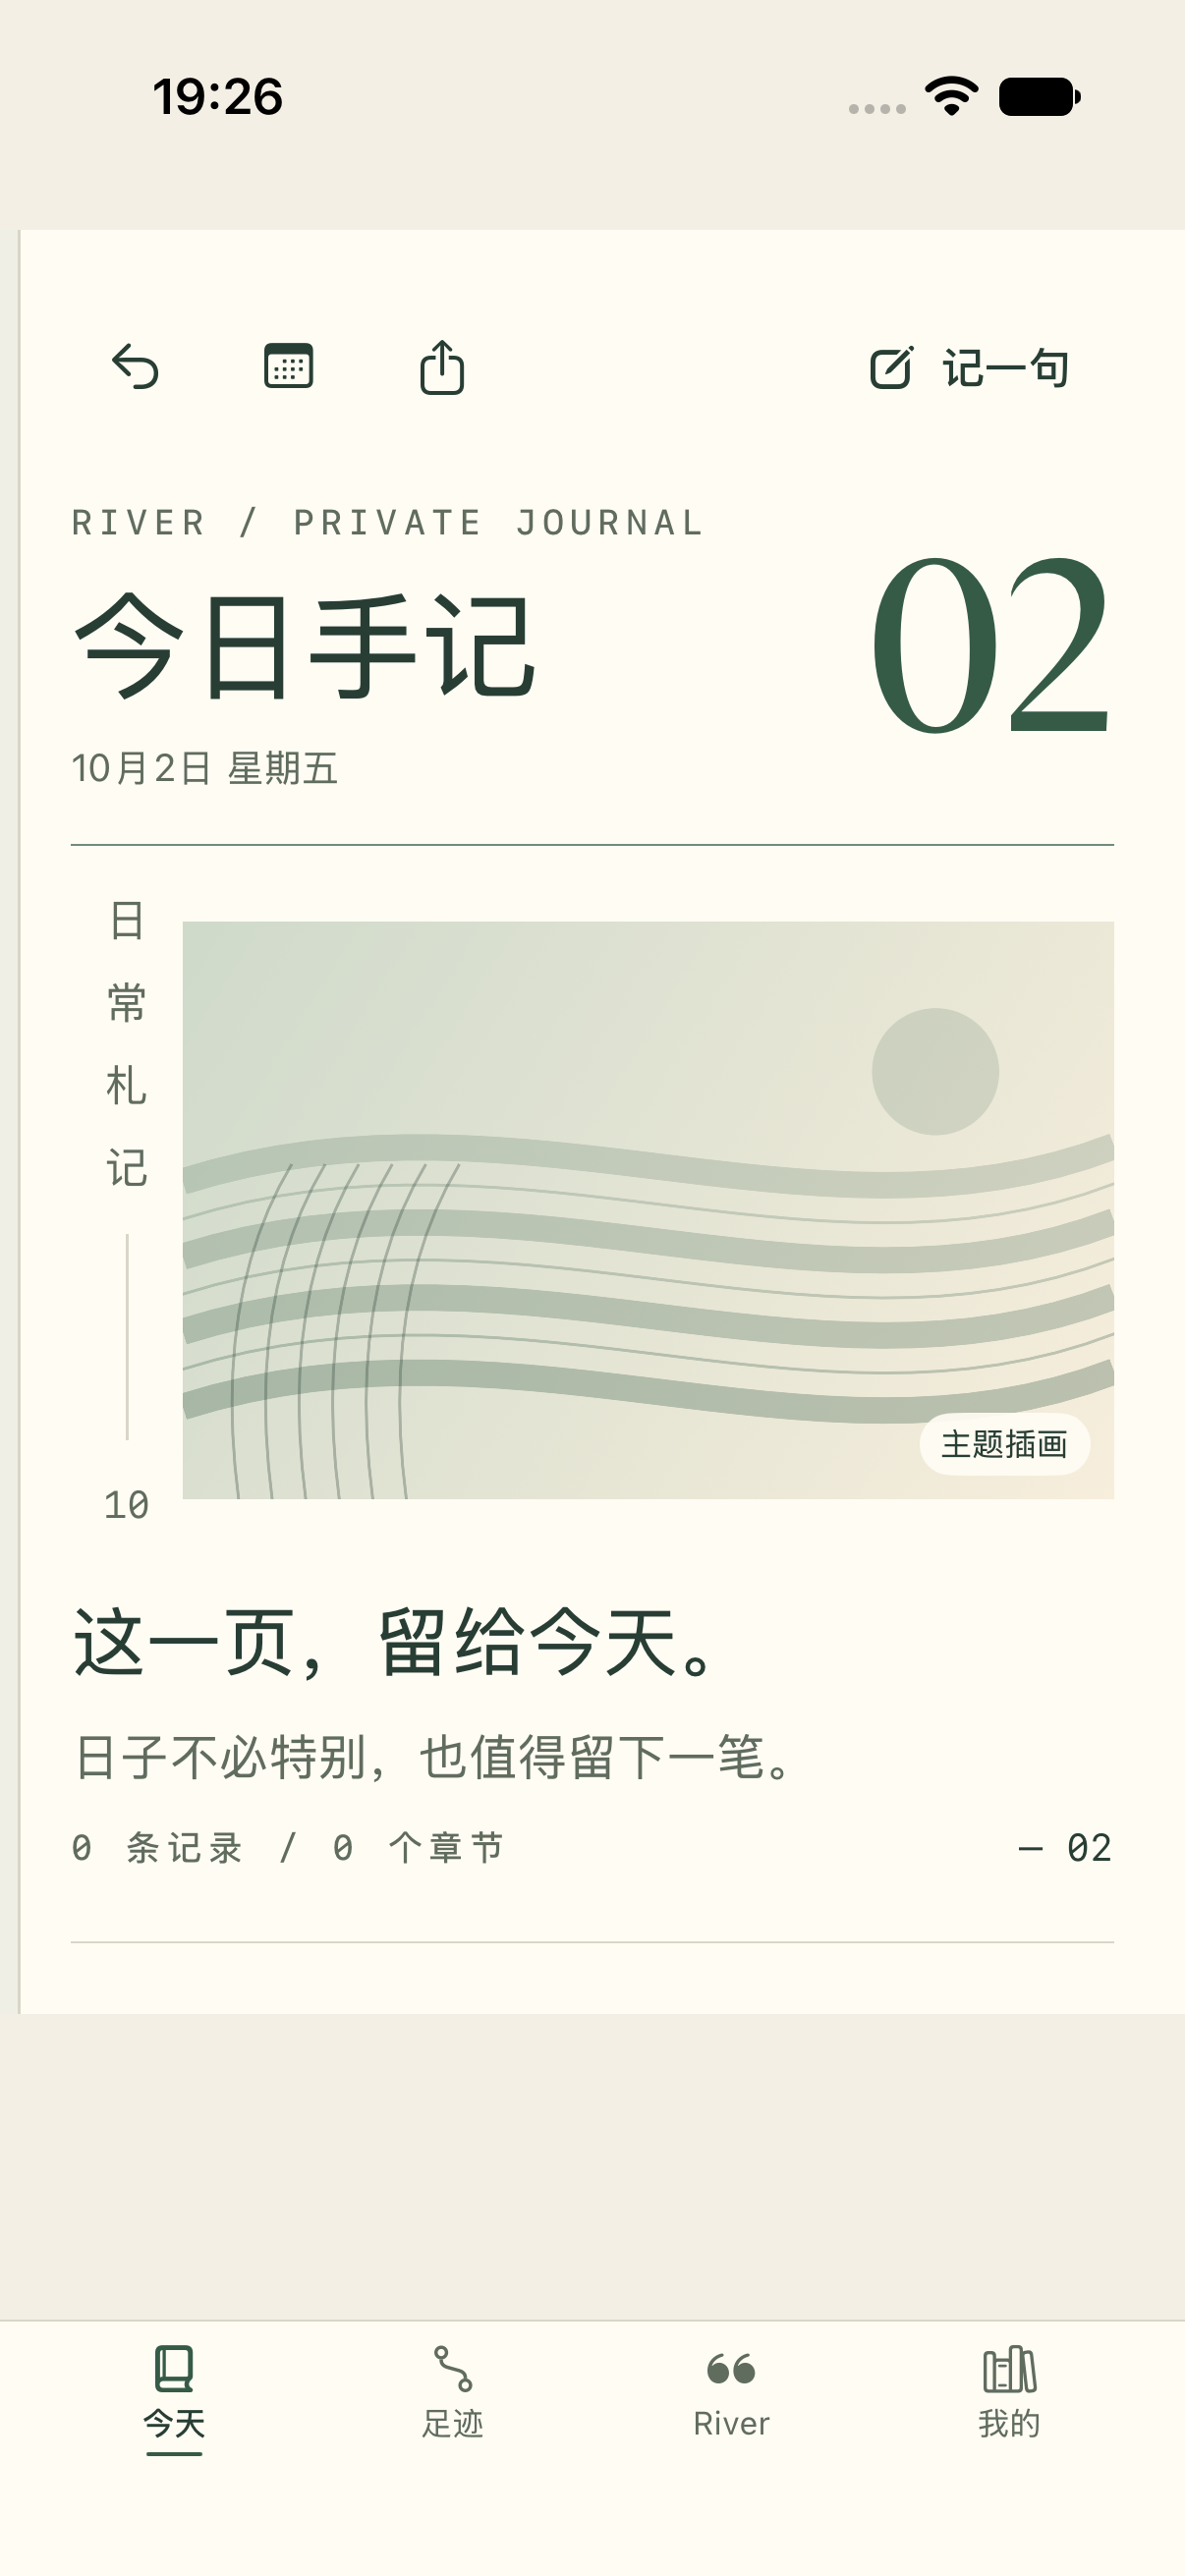 19:26
记一句
RIVER / PRIVATE JOURNAL
今日手记
02
10月2日 星期五
日
常
札
记
10
主题插画
这一页，留给今天。
日子不必特别，也值得留下一笔。
0 条记录 / 0 个章节
— 02
今天
足迹
River
我的